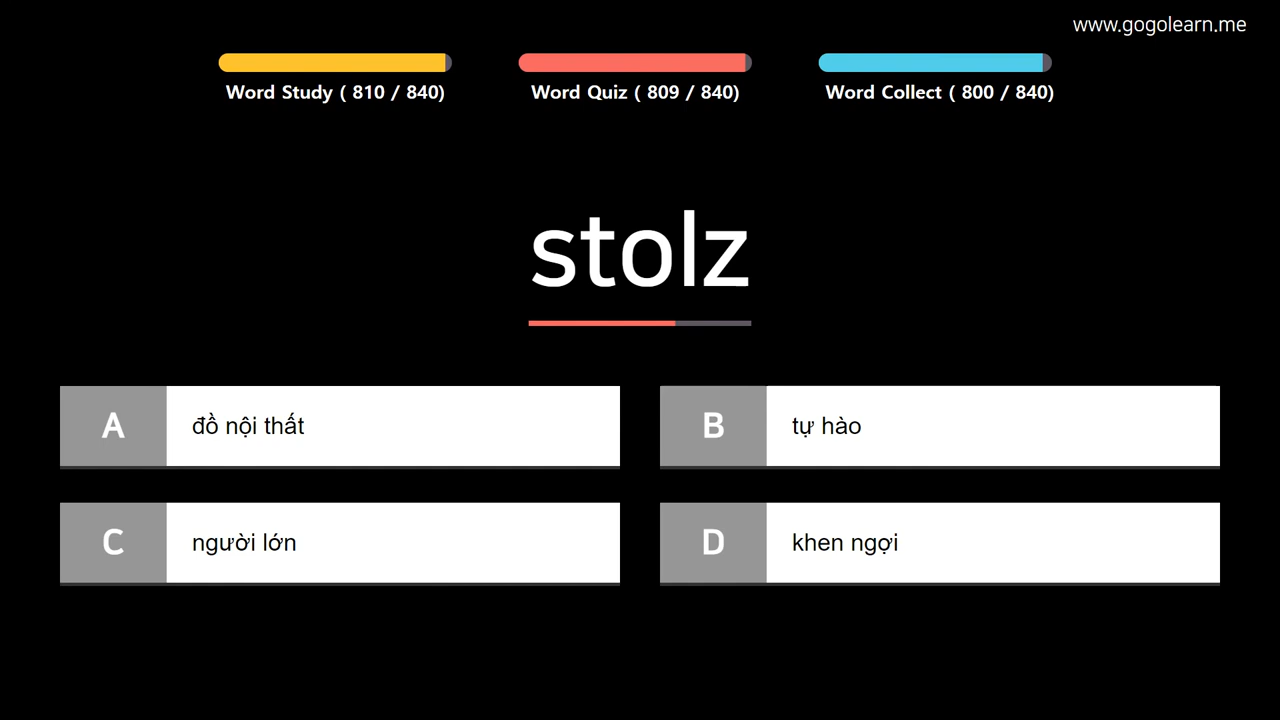 www.gogolearn.me
Word Study ( 810 / 840)
Word Quiz ( 809 / 840)
Word Collect ( 800 / 840)
stolz
A
đồ nội thất
B
tự hào
C
người lớn
D
khen ngợi